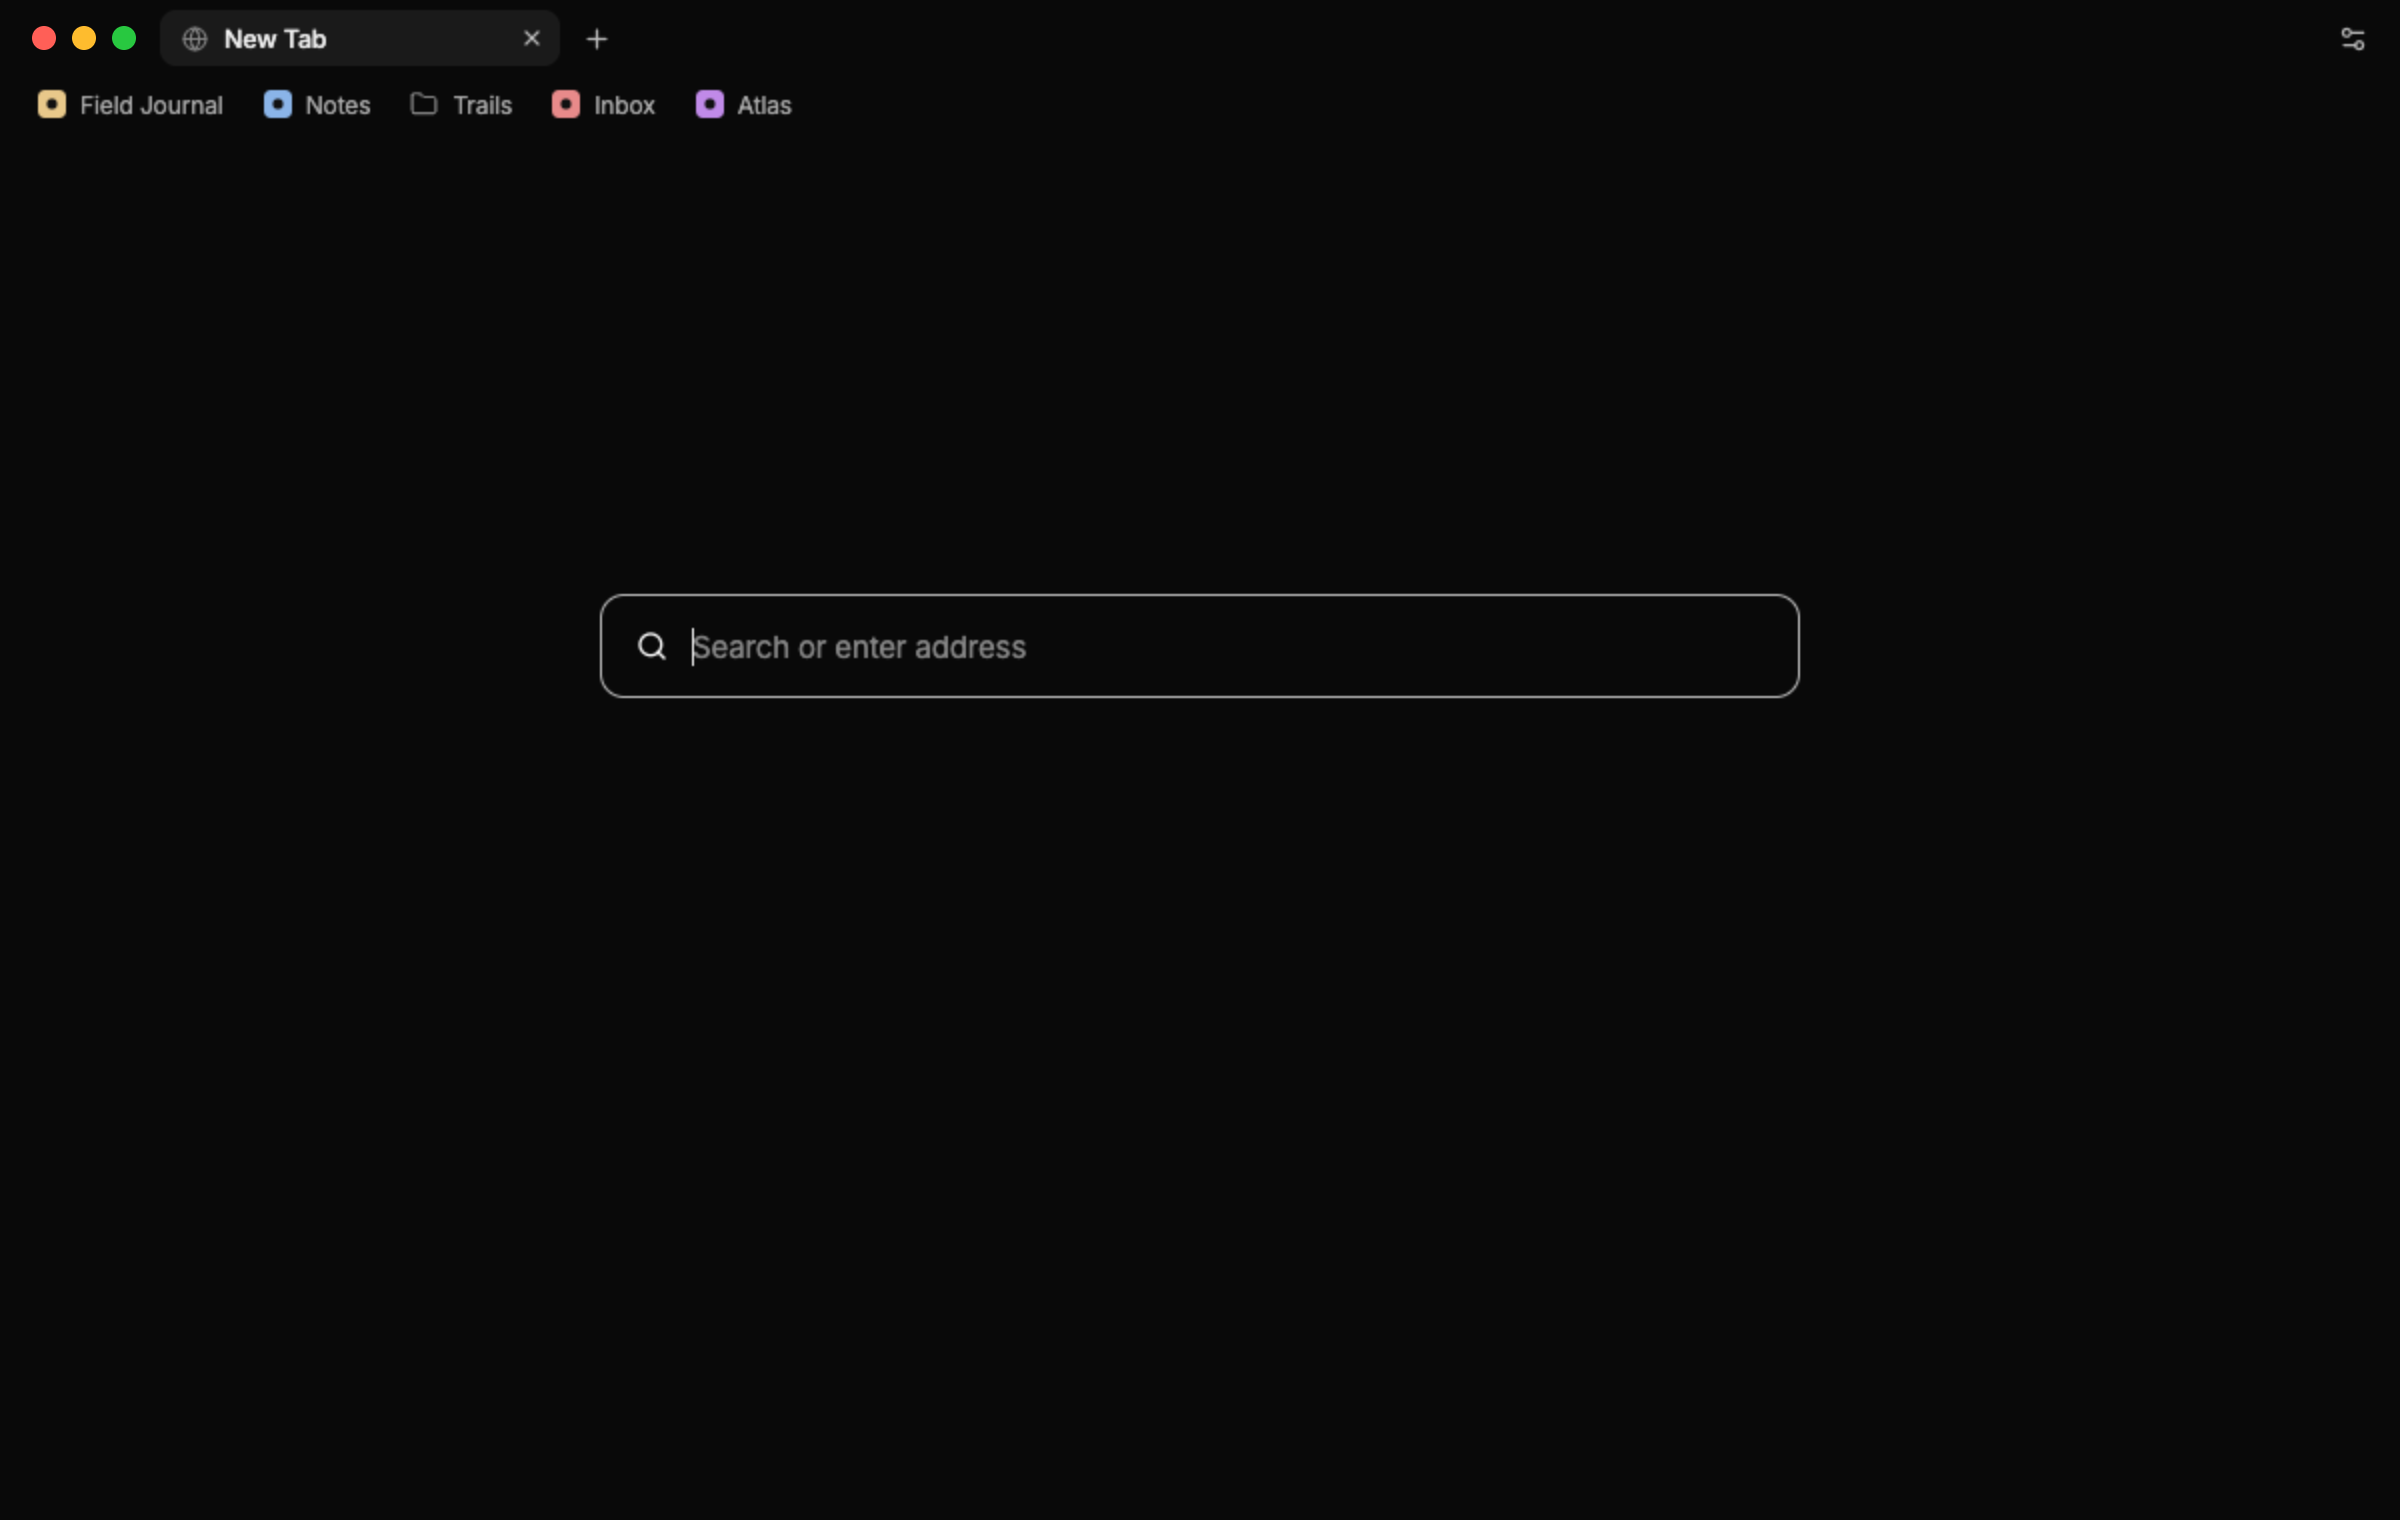 New Tab
Field Journal Notes Trails Inbox Atlas
Search or enter address